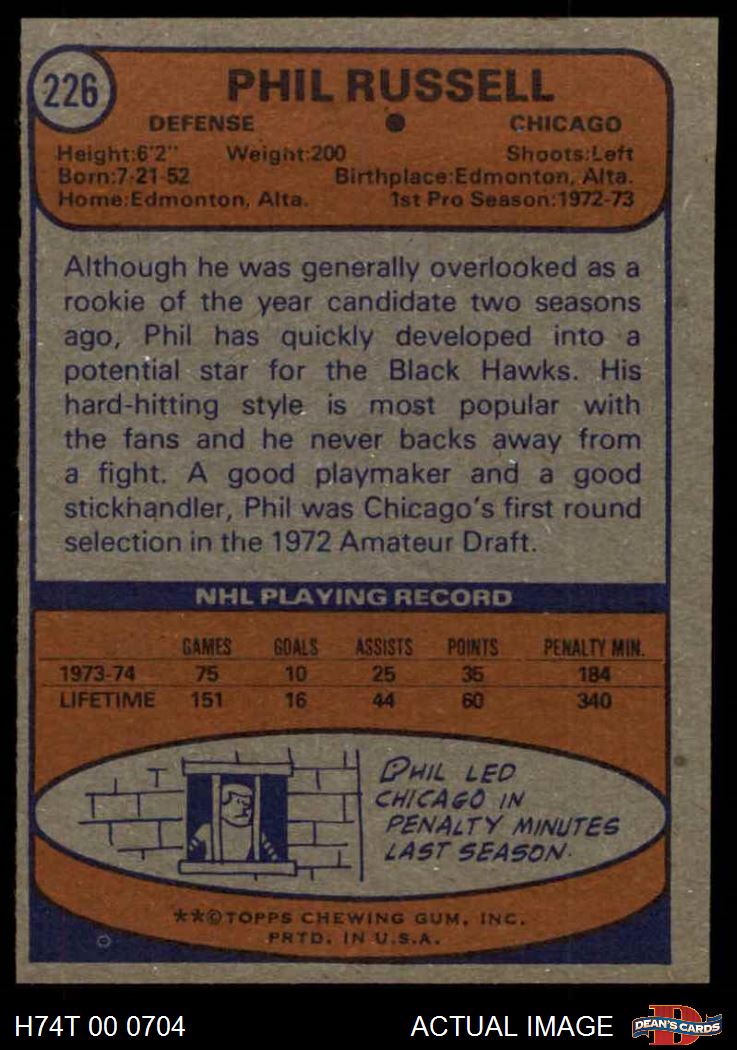 226
PHIL RUSSELL
DEFENSE ● CHICAGO
Height:6'2" Weight:200 Shoots:Left
Born:7-21-52 Birthplace:Edmonton, Alta.
Home:Edmonton, Alta. 1st Pro Season:1972-73
Although he was generally overlooked as a
rookie of the year candidate two seasons
ago, Phil has quickly developed into a
potential star for the Black Hawks. His
hard-hitting style is most popular with
the fans and he never backs away from
a fight. A good playmaker and a good
stickhandler, Phil was Chicago's first round
selection in the 1972 Amateur Draft.
NHL PLAYING RECORD
GAMES GOALS ASSISTS POINTS PENALTY MIN.
1973-74 75 10 25 35 184
LIFETIME 151 16 44 60 340
PHIL LED
CHICAGO IN
PENALTY MINUTES
LAST SEASON.
**©TOPPS CHEWING GUM, INC.
PRTD. IN U.S.A.
H74T 00 0704 ACTUAL IMAGE
D
DEAN'S CARDS